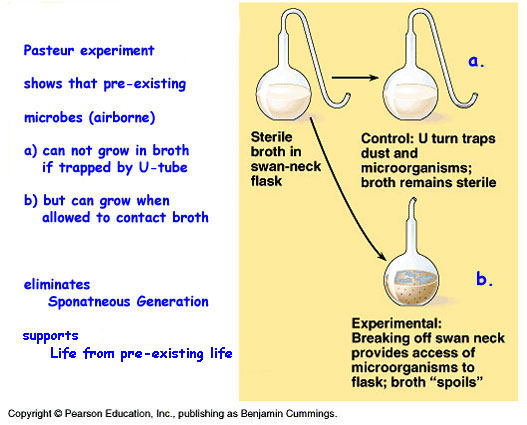 Pasteur experiment
shows that pre-existing
microbes (airborne)
a) can not grow in broth
if trapped by U-tube
b) but can grow when
allowed to contact broth
eliminates
Sponatneous Generation
supports
Life from pre-existing life
a.
Sterile
broth in
swan-neck
flask
Control: U turn traps
dust and
microorganisms;
broth remains sterile
b.
Experimental:
Breaking off swan neck
provides access of
microorganisms to
flask; broth “spoils”
Copyright © Pearson Education, Inc., publishing as Benjamin Cummings.